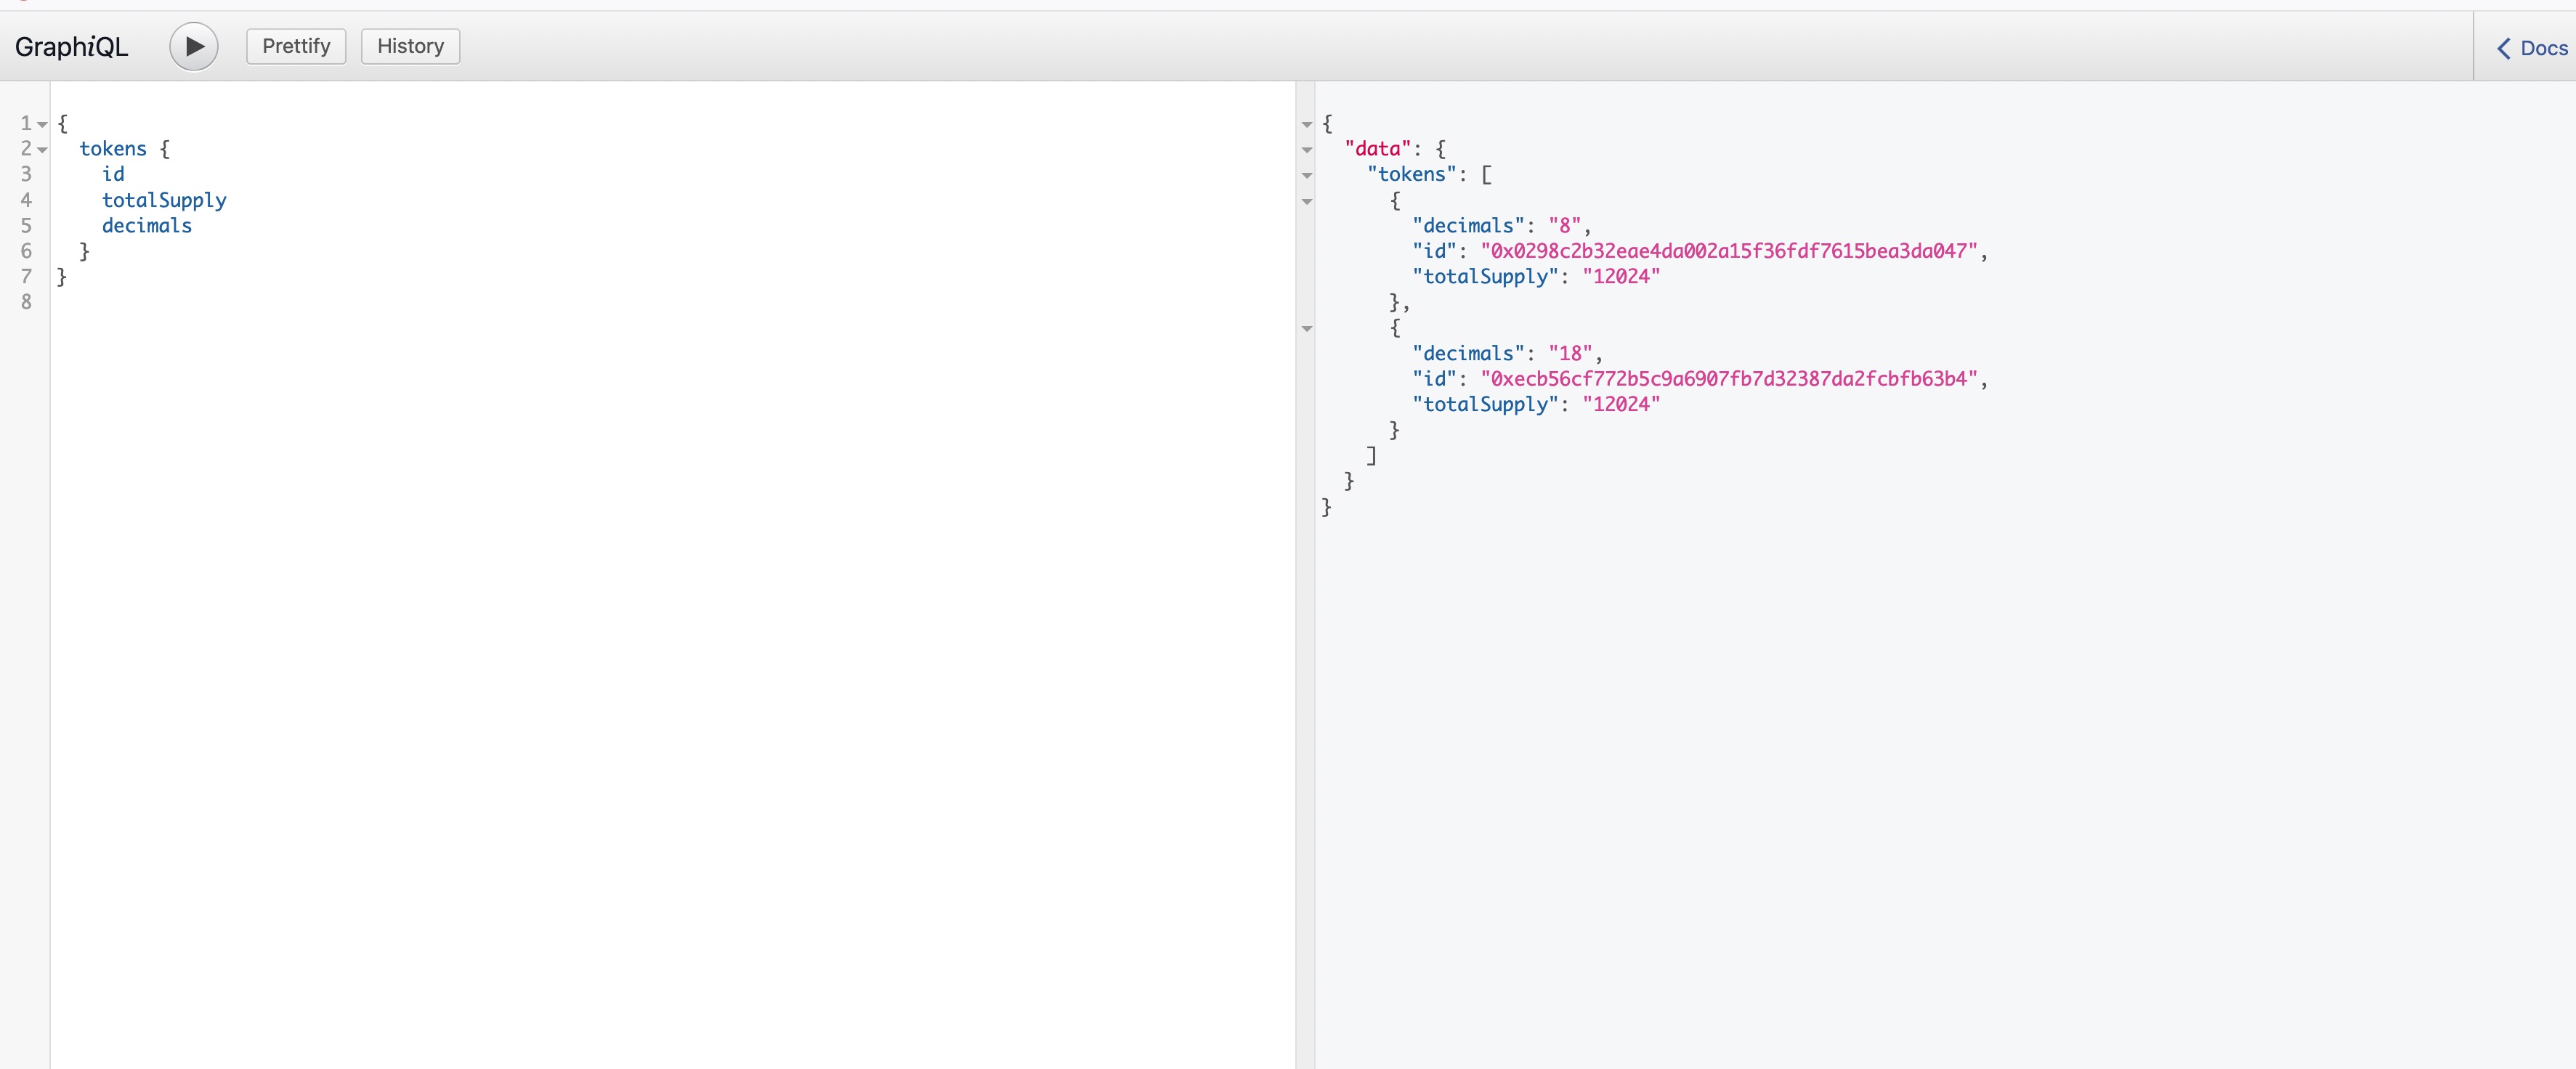 GraphiQL Prettify History Docs
1 {
2 tokens {
3 id
4 totalSupply
5 decimals
6 }
7 }
8
{
"data": {
"tokens": [
{
"decimals": "8",
"id": "0x0298c2b32eae4da002a15f36fdf7615bea3da047",
"totalSupply": "12024"
},
{
"decimals": "18",
"id": "0xecb56cf772b5c9a6907fb7d32387da2fcbfb63b4",
"totalSupply": "12024"
}
]
}
}